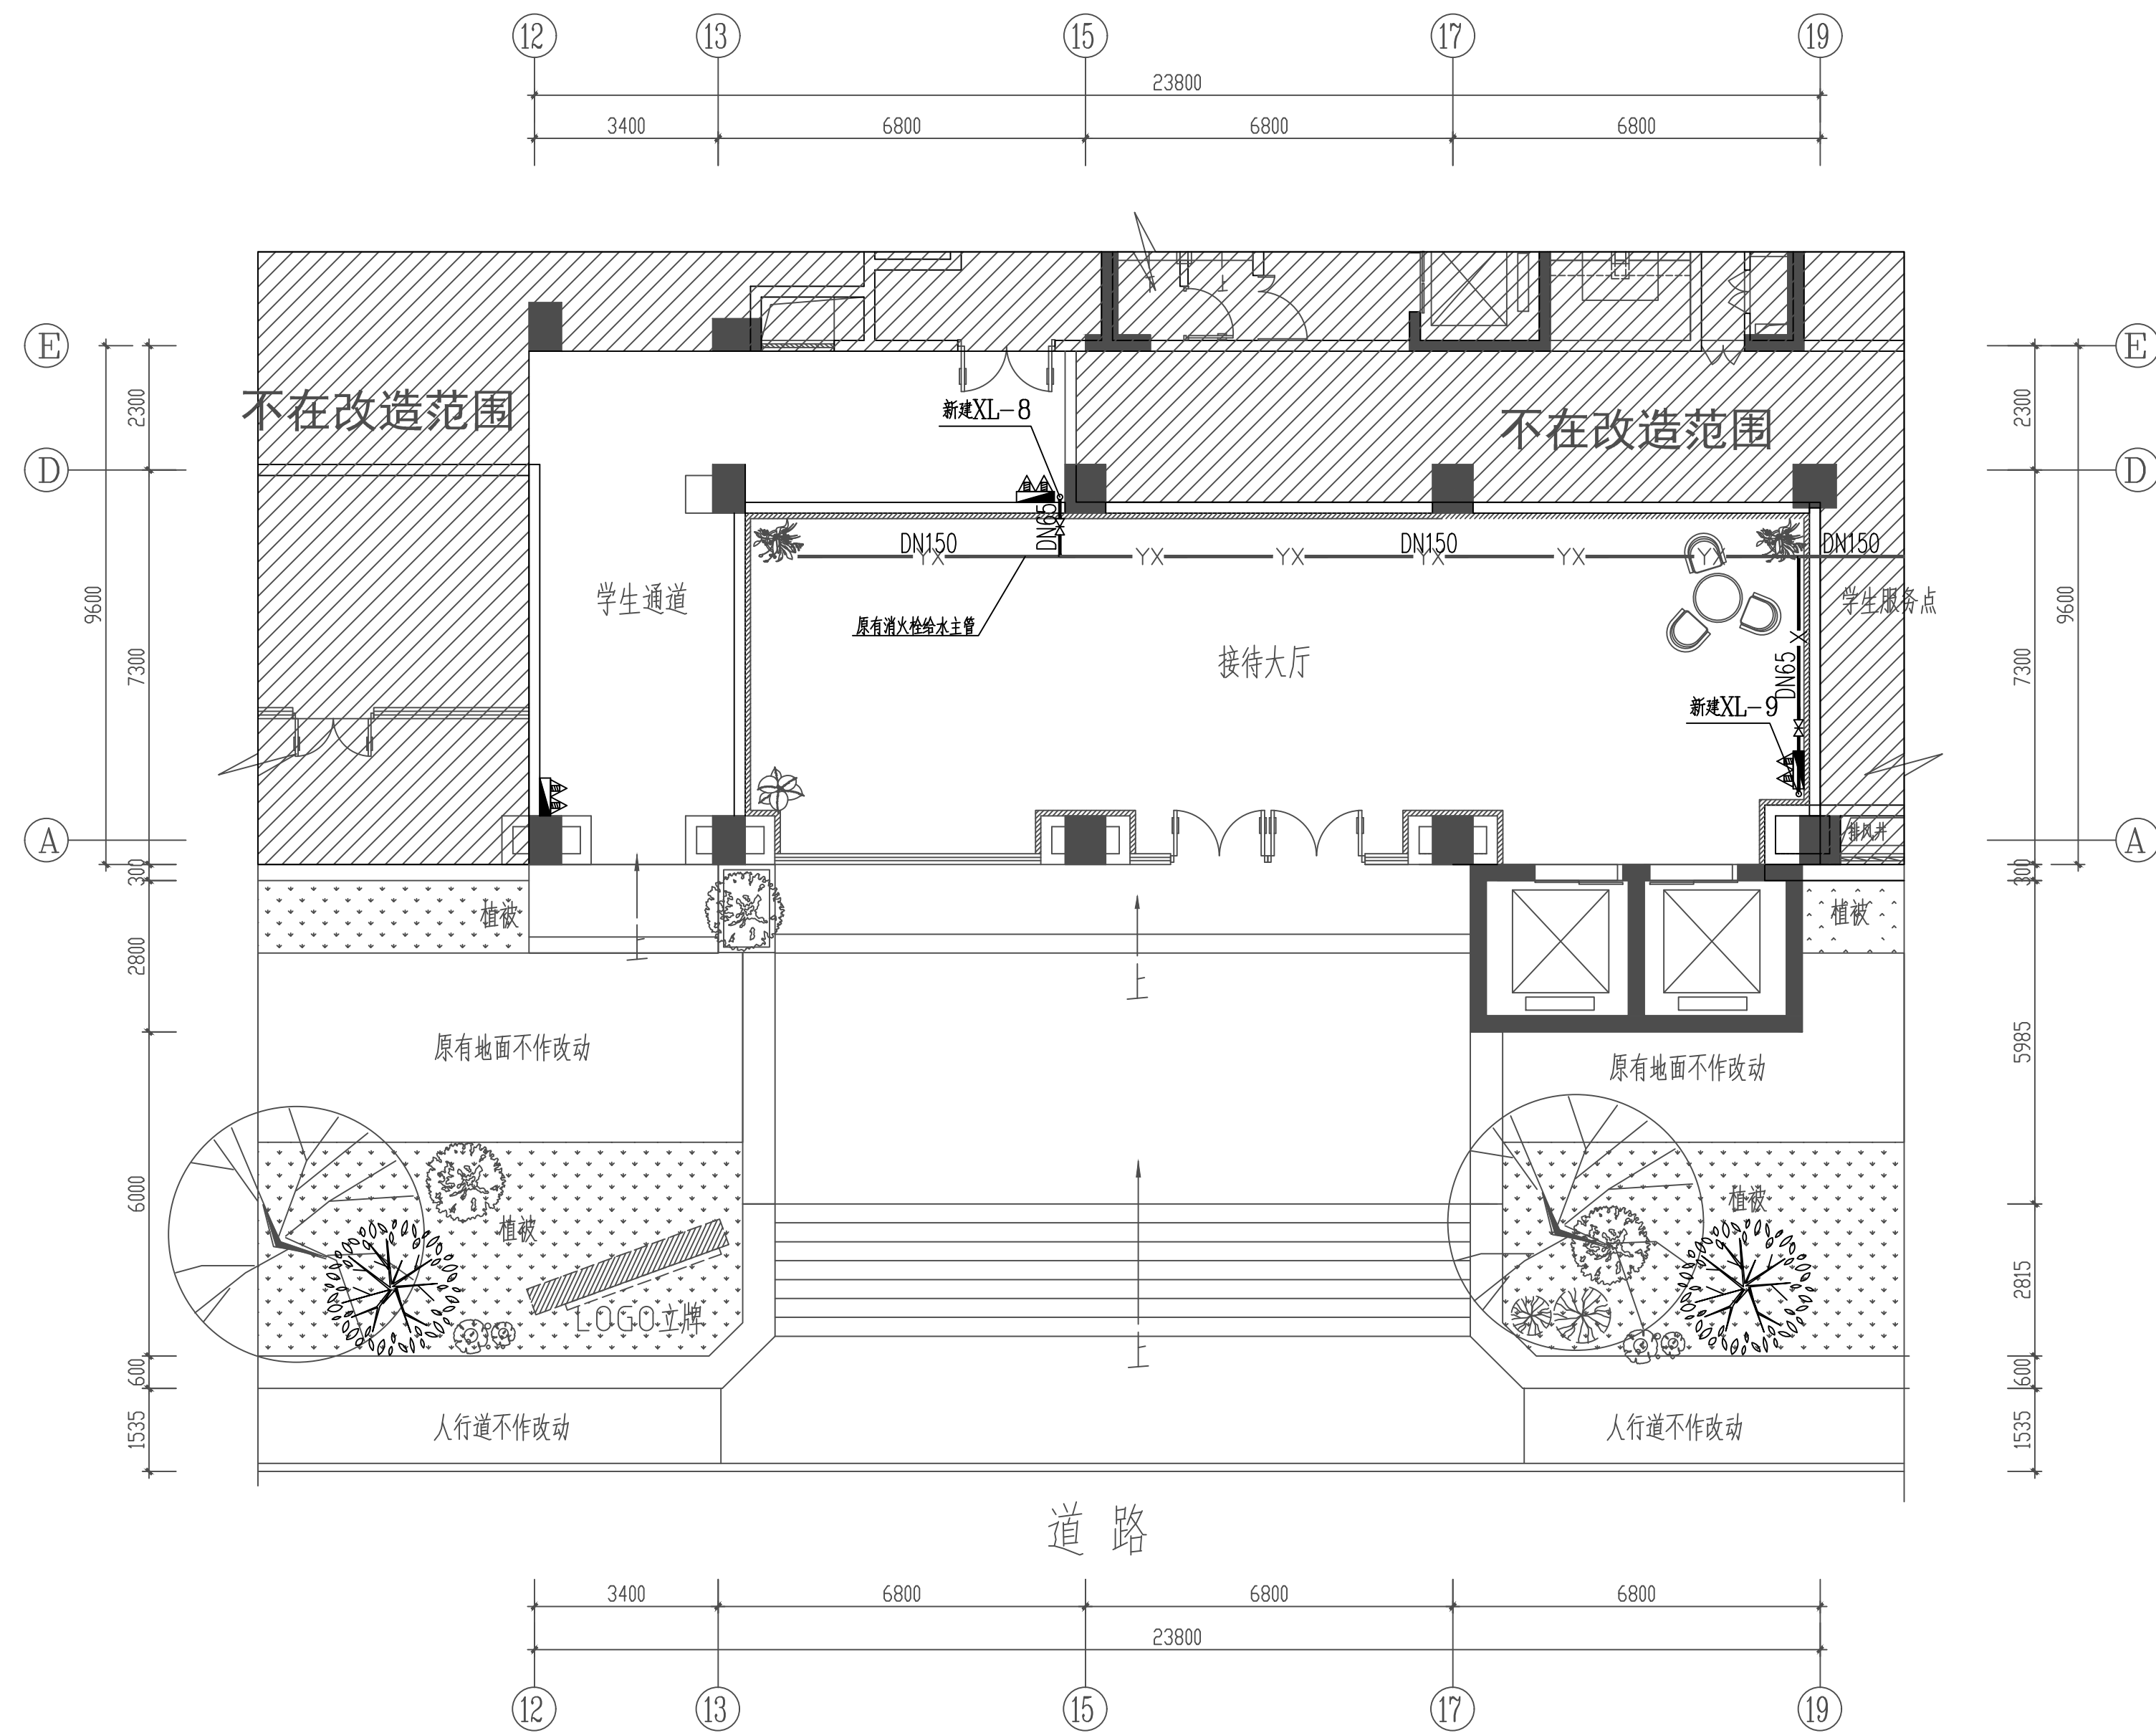 12 13 15 17 19
23800
3400 6800 6800 6800
E E
2300 不在改造范围 新建XL-8 不在改造范围 2300
D D
DN65
DN150 YX YX YX DN150 YX YX YX DN150
9600 学生通道 学生服务点 9600
原有消火栓给水主管
7300 接待大厅 X 7300
DN65
新建XL-9
A 排风井 A
300 300
植被 植被
2800 上 上
原有地面不作改动 原有地面不作改动 5985
6000 植被 植被
LOGO立牌 2815
600 上 600
1535 人行道不作改动 人行道不作改动 1535
道 路
3400 6800 6800 6800
23800
12 13 15 17 19